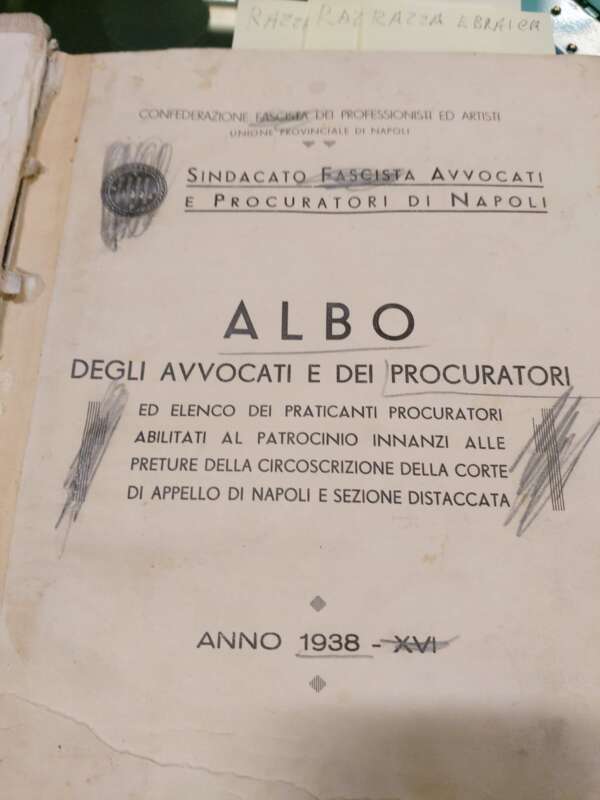 RAZZ RAZ RAZZA EBRAICA
CONFEDERAZIONE FASCISTA DEI PROFESSIONISTI ED ARTISTI
UNIONE PROVINCIALE DI NAPOLI
SINDACATO FASCISTA AVVOCATI
E PROCURATORI DI NAPOLI
ALBO
DEGLI AVVOCATI E DEI PROCURATORI
ED ELENCO DEI PRATICANTI PROCURATORI
ABILITATI AL PATROCINIO INNANZI ALLE
PRETURE DELLA CIRCOSCRIZIONE DELLA CORTE
DI APPELLO DI NAPOLI E SEZIONE DISTACCATA
ANNO 1938 - XVI